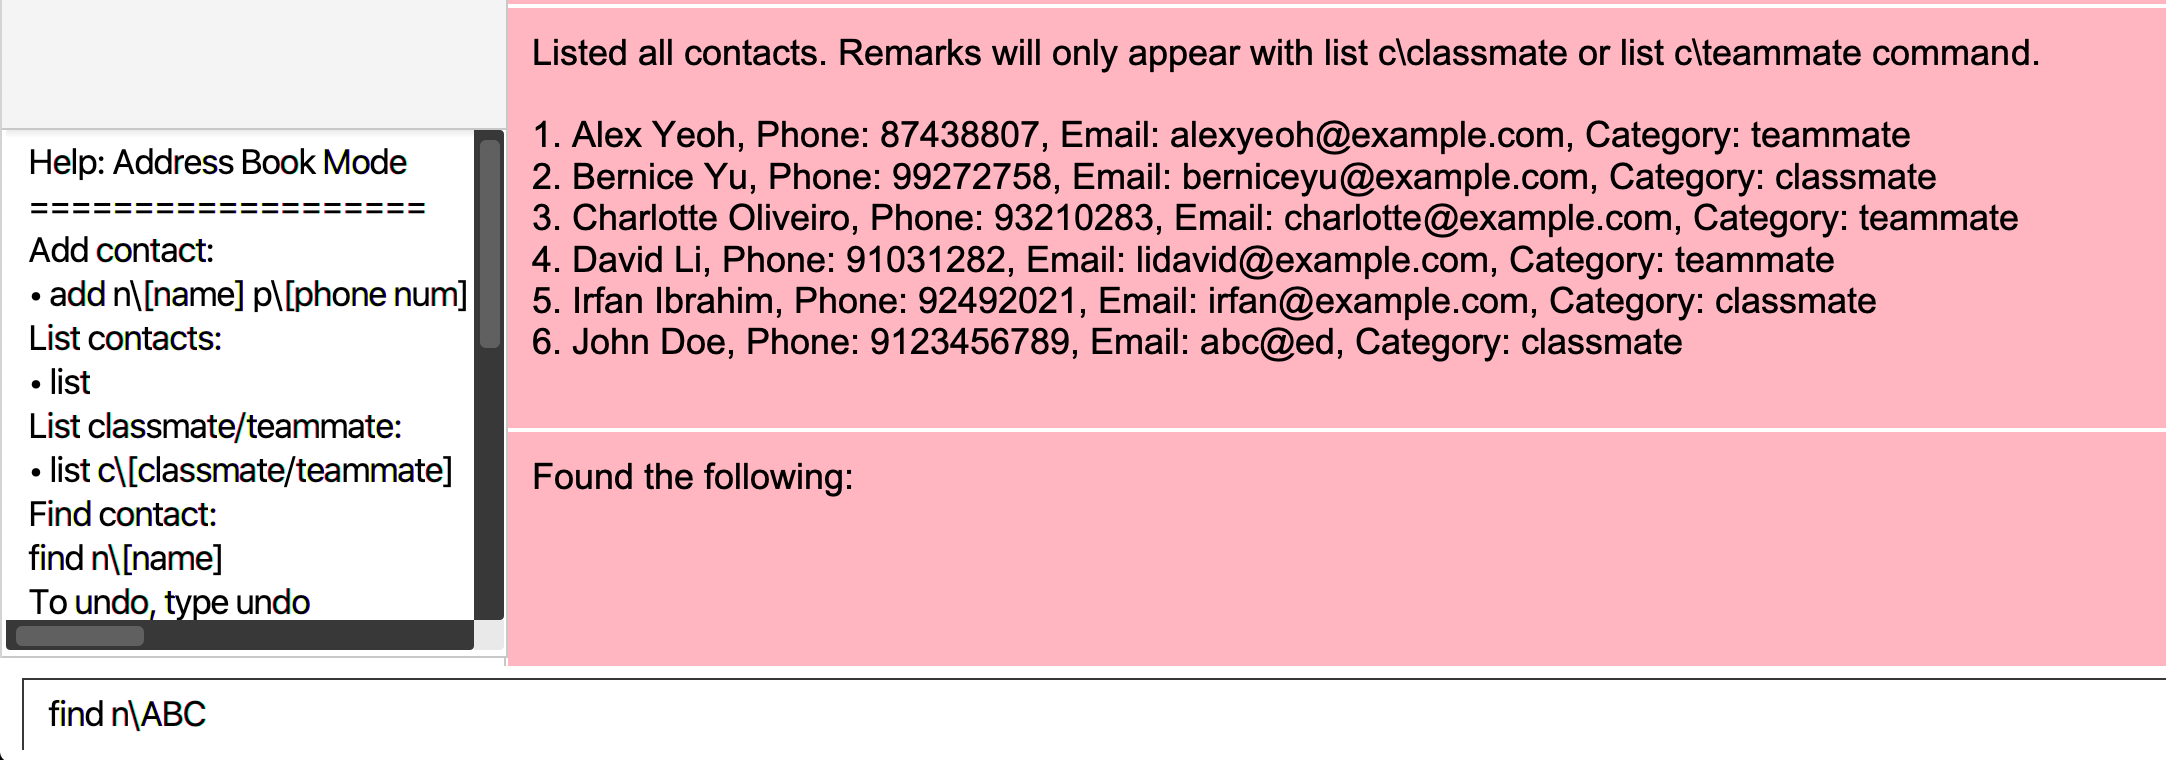 Help: Address Book Mode
===================
Add contact:
• add n\[name] p\[phone num]
List contacts:
• list
List classmate/teammate:
• list c\[classmate/teammate]
Find contact:
find n\[name]
To undo, type undo
Listed all contacts. Remarks will only appear with list c\classmate or list c\teammate command.
1. Alex Yeoh, Phone: 87438807, Email: alexyeoh@example.com, Category: teammate
2. Bernice Yu, Phone: 99272758, Email: berniceyu@example.com, Category: classmate
3. Charlotte Oliveiro, Phone: 93210283, Email: charlotte@example.com, Category: teammate
4. David Li, Phone: 91031282, Email: lidavid@example.com, Category: teammate
5. Irfan Ibrahim, Phone: 92492021, Email: irfan@example.com, Category: classmate
6. John Doe, Phone: 9123456789, Email: abc@ed, Category: classmate
Found the following:
find n\ABC